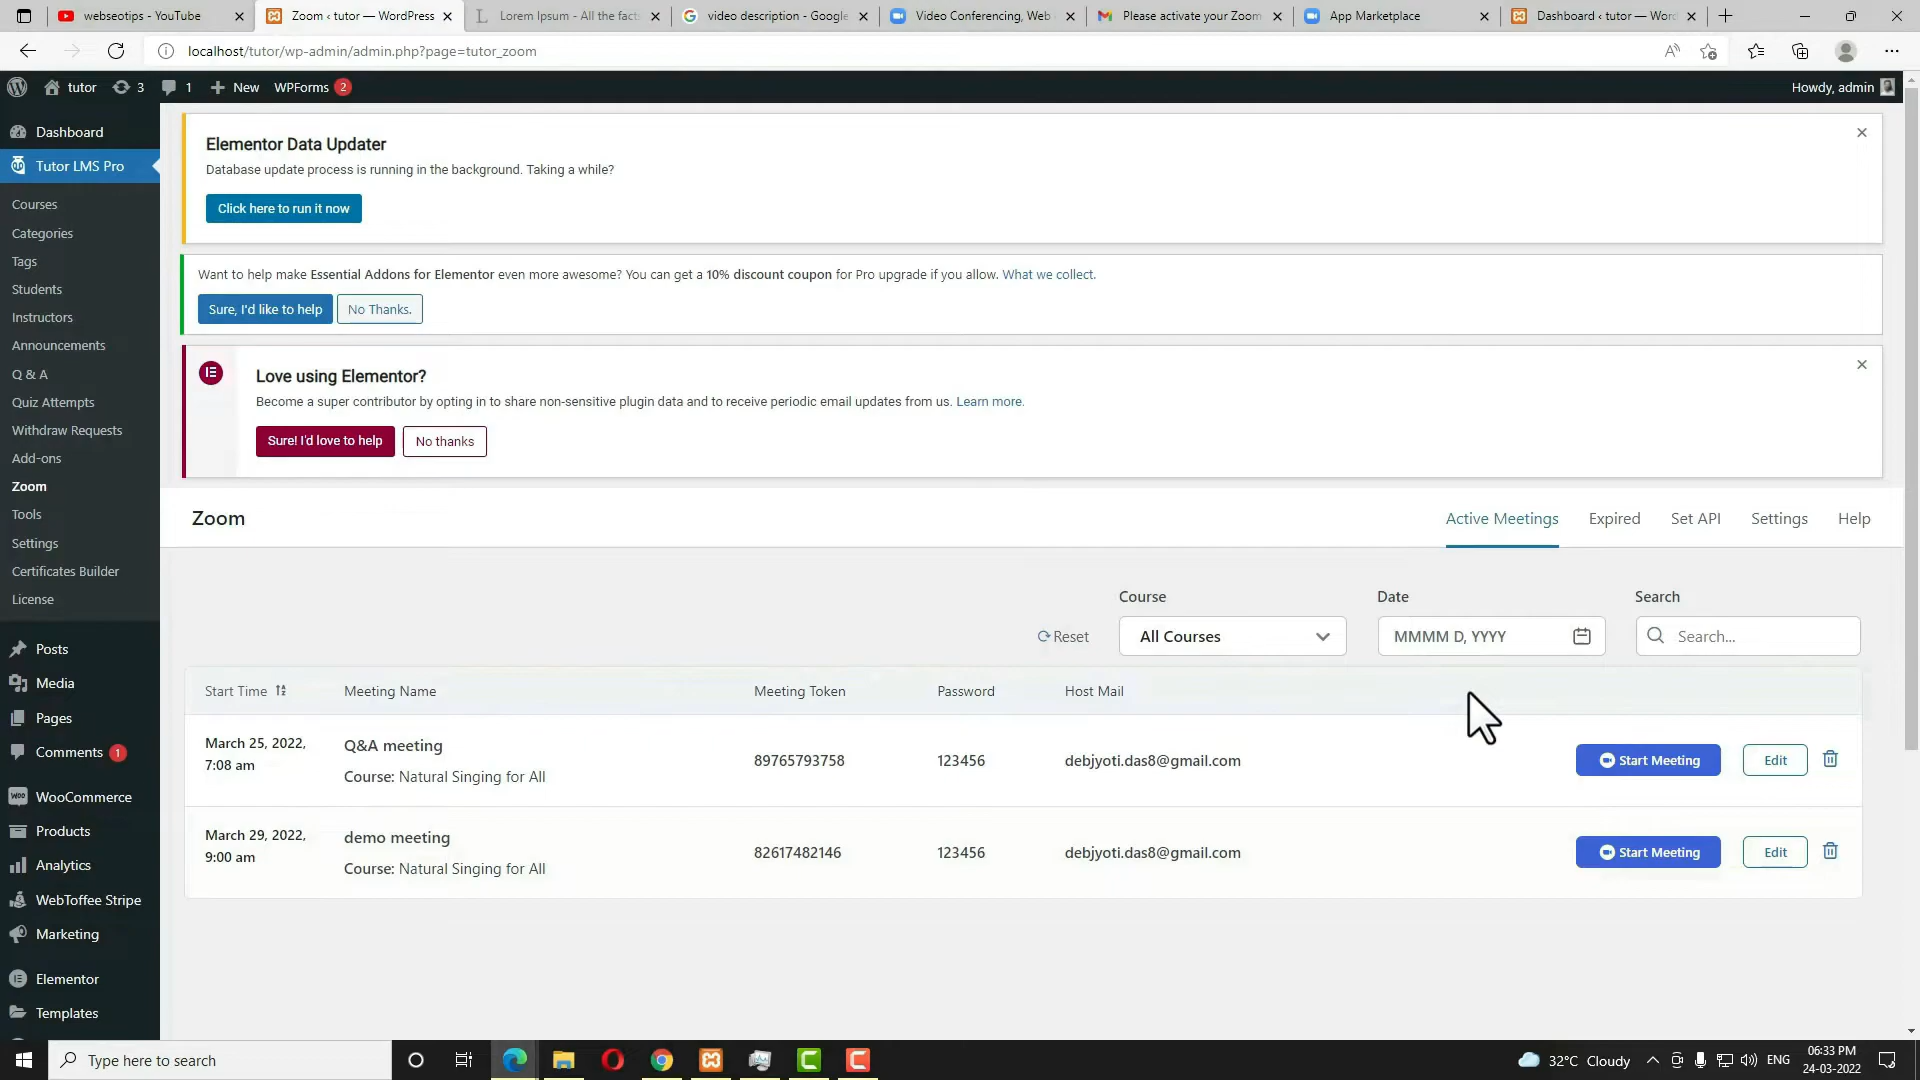 webseotips - YouTube
Zoom ‹ tutor — WordPress
Lorem Ipsum - All the fact
video description - Google
Video Conferencing, Web
Please activate your Zoom
App Marketplace
Dashboard ‹ tutor — Word
localhost/tutor/wp-admin/admin.php?page=tutor_zoom
tutor 3 1 New WPForms 2
Howdy, admin
Dashboard
Tutor LMS Pro
Courses
Categories
Tags
Students
Instructors
Announcements
Q & A
Quiz Attempts
Withdraw Requests
Add-ons
Zoom
Tools
Settings
Certificates Builder
License
Posts
Media
Pages
Comments 1
WooCommerce
Products
Analytics
WebToffee Stripe
Marketing
Elementor
Templates
Elementor Data Updater
Database update process is running in the background. Taking a while?
Click here to run it now
Want to help make Essential Addons for Elementor even more awesome? You can get a 10% discount coupon for Pro upgrade if you allow. What we collect.
Sure, I'd like to help No Thanks.
Love using Elementor?
Become a super contributor by opting in to share non-sensitive plugin data and to receive periodic email updates from us. Learn more.
Sure! I'd love to help No thanks
Zoom
Active Meetings Expired Set API Settings Help
Course Date Search
Reset All Courses MMMM D, YYYY Search...
Start Time Meeting Name Meeting Token Password Host Mail
March 25, 2022,
7:08 am
Q&A meeting
Course: Natural Singing for All
89765793758 123456 debjyoti.das8@gmail.com Start Meeting Edit
March 29, 2022,
9:00 am
demo meeting
Course: Natural Singing for All
82617482146 123456 debjyoti.das8@gmail.com Start Meeting Edit
Type here to search
32°C Cloudy
ENG
06:33 PM
24-03-2022